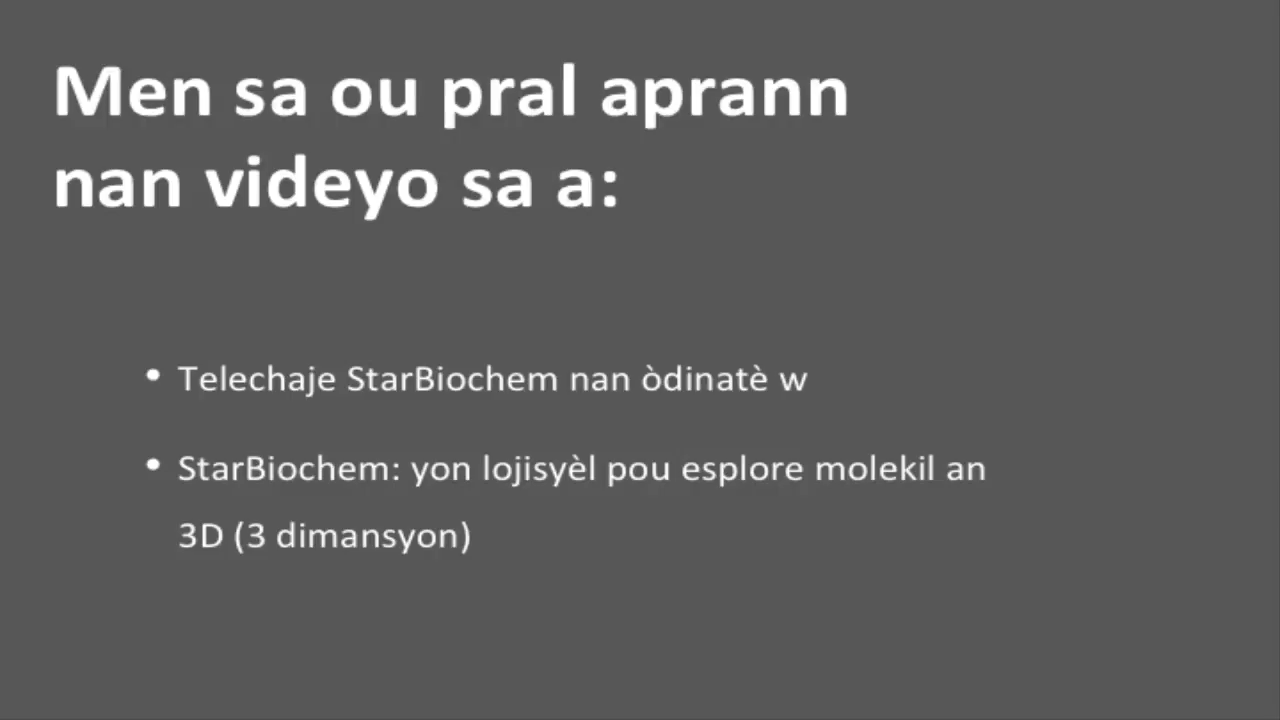 Men sa ou pral aprann
nan videyo sa a:
• Telechaje StarBiochem nan òdinatè w
• StarBiochem: yon lojisyèl pou esplore molekil an
3D (3 dimansyon)